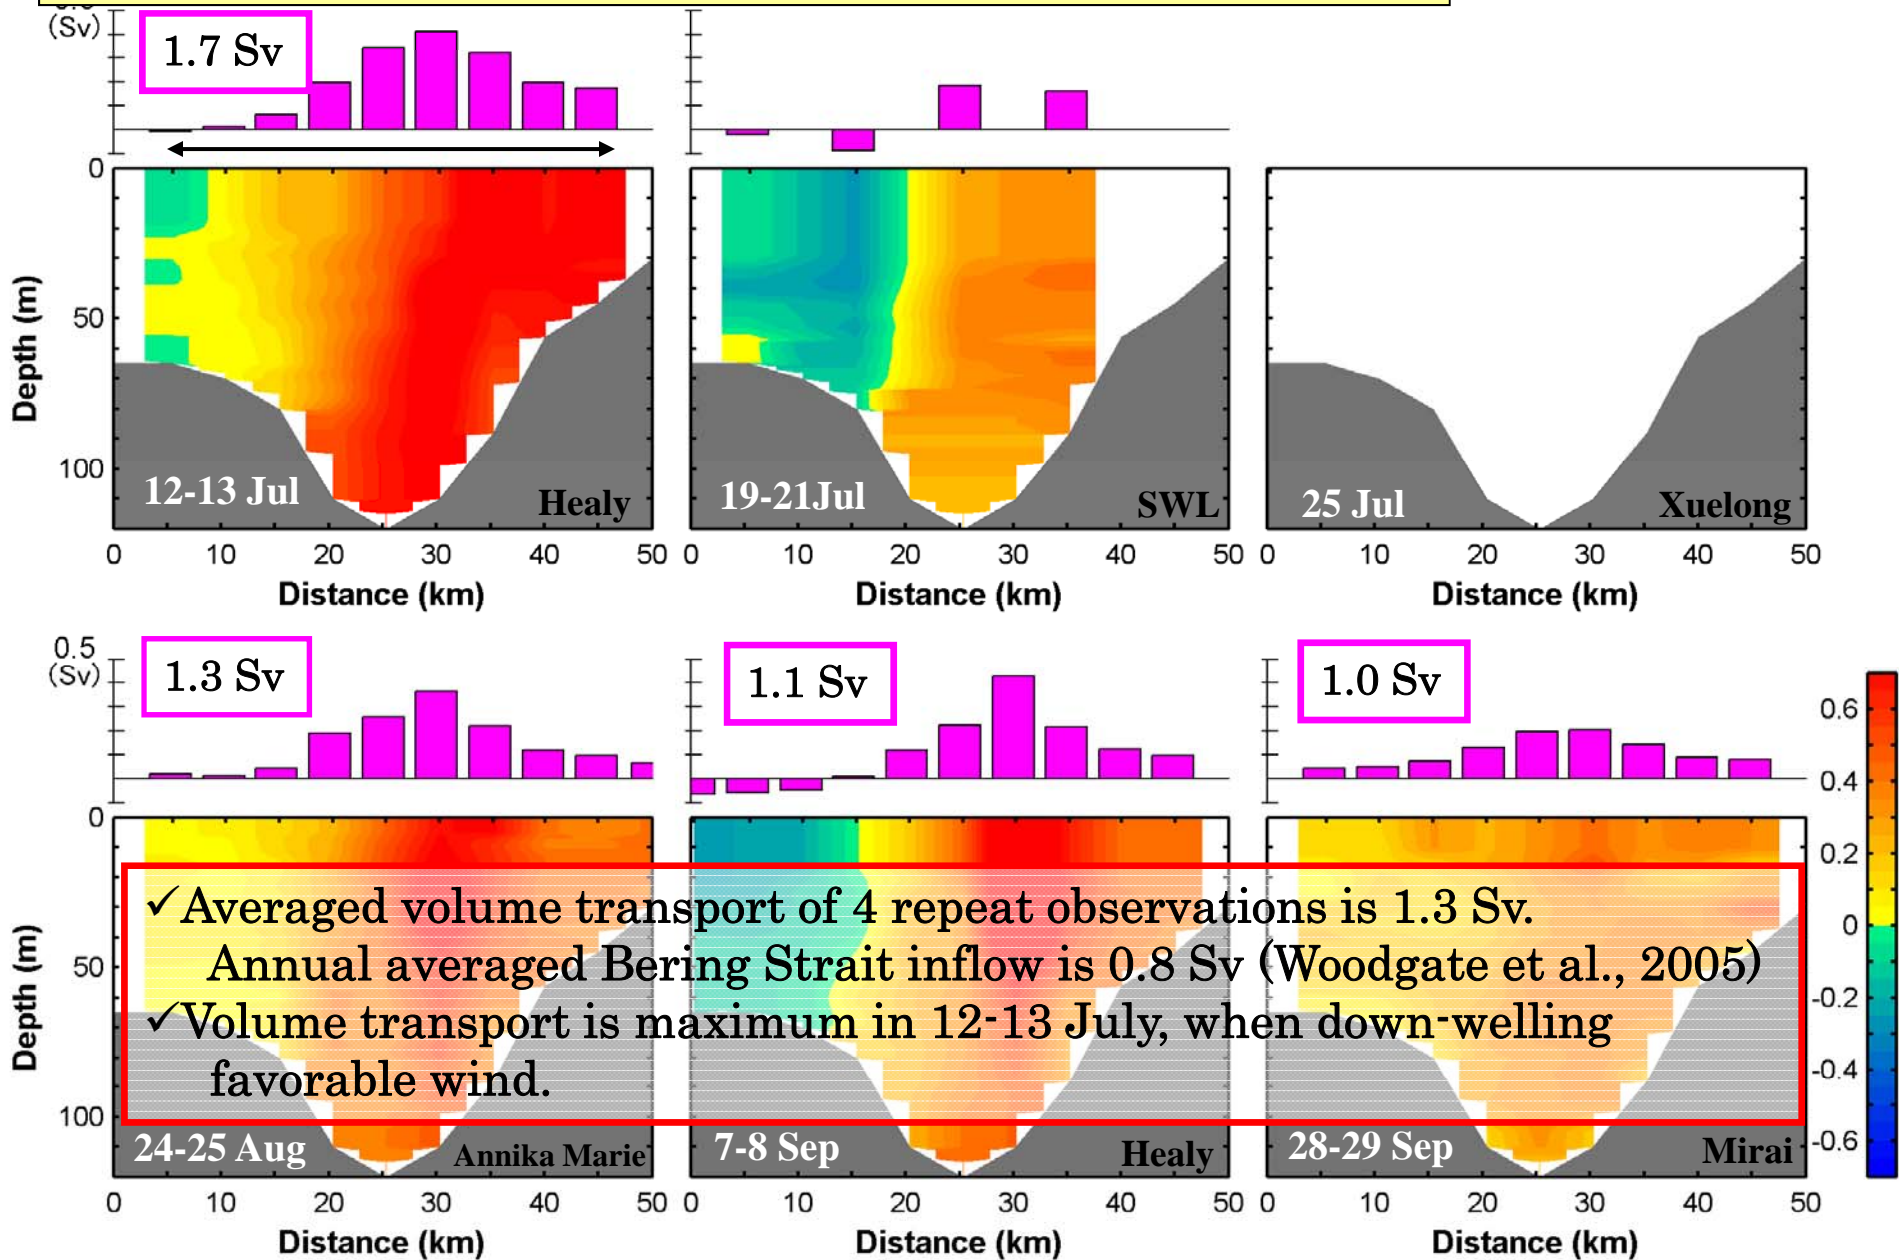 (Sv)
1.7 Sv
0
50
100
Depth (m)
12-13 Jul
Healy
19-21Jul
SWL
25 Jul
Xuelong
0 10 20 30 40 50
0 10 20 30 40 50
0 10 20 30 40 50
Distance (km)
Distance (km)
Distance (km)
0.5
(Sv)
1.3 Sv
1.1 Sv
1.0 Sv
0
50
100
Depth (m)
✓Averaged volume transport of 4 repeat observations is 1.3 Sv.
Annual averaged Bering Strait inflow is 0.8 Sv (Woodgate et al., 2005)
✓Volume transport is maximum in 12-13 July, when down-welling
favorable wind.
24-25 Aug
Annika Marie
7-8 Sep
Healy
28-29 Sep
Mirai
0 10 20 30 40 50
0 10 20 30 40 50
0 10 20 30 40 50
Distance (km)
Distance (km)
Distance (km)
0.6
0.4
0.2
0
-0.2
-0.4
-0.6